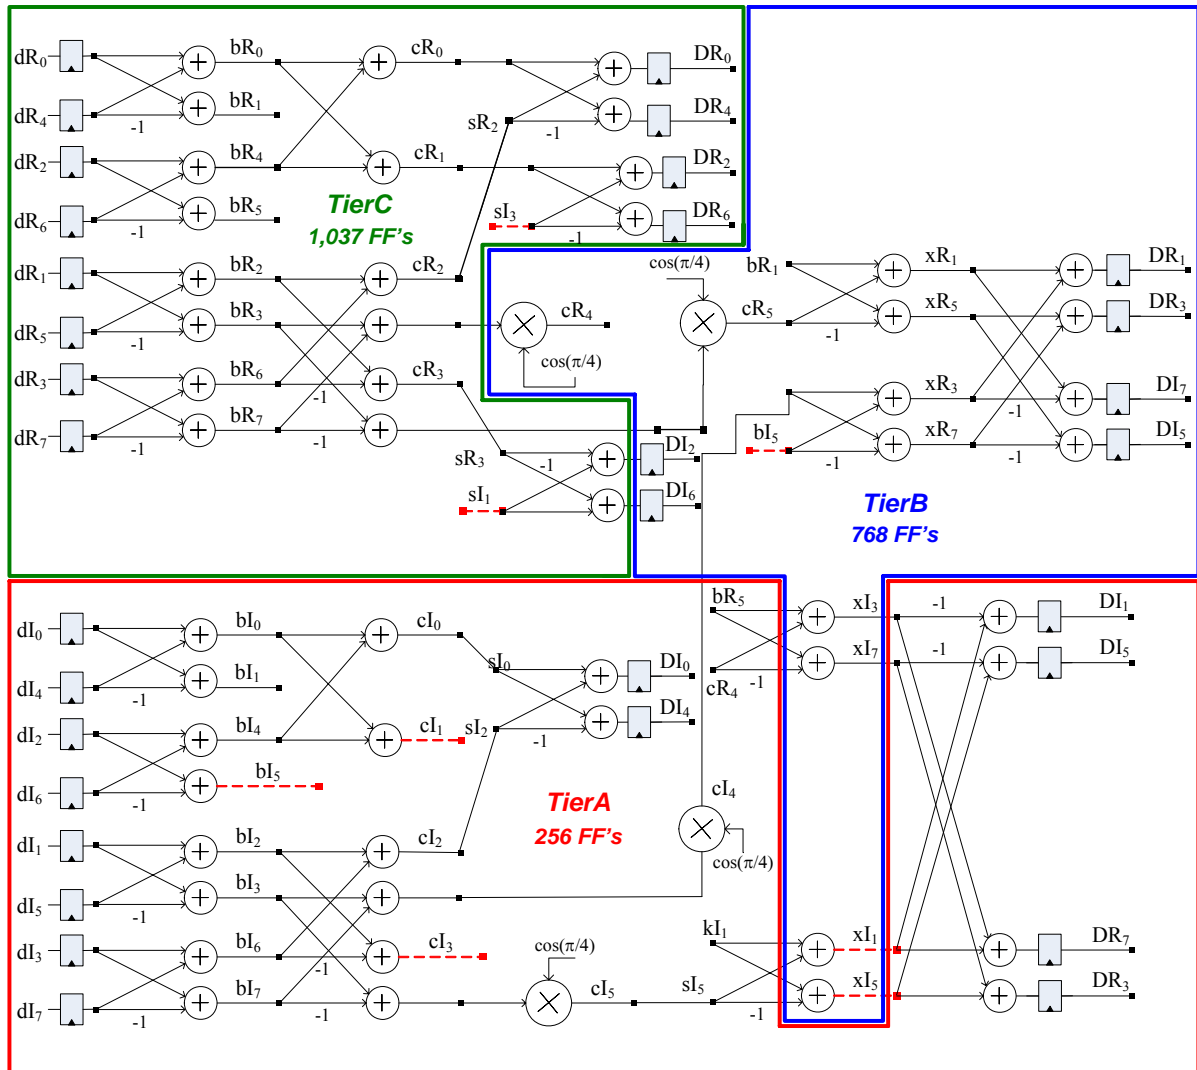 dR₀ bR₀ cR₀ DR₀
bR₁
dR₄ -1 sR₂ -1 DR₄
dR₂ bR₄ cR₁ DR₂
TierC
dR₆ -1 bR₅ sI₃ -1 DR₆
1,037 FF's
dR₁ bR₂ cR₂ cos(π/4) bR₁ xR₁ DR₁
dR₅ -1 bR₃ cR₄ cR₅ -1 xR₅ DR₃
cos(π/4)
dR₃ bR₆ -1 cR₃ xR₃ -1 DI₇
dR₇ -1 bR₇ -1 bI₅ -1 xR₇ -1 DI₅
sR₃ -1 DI₂
sI₁ DI₆
TierB
768 FF's
dI₀ bI₀ cI₀ bR₅ xI₃ -1 DI₁
dI₄ -1 bI₁ sI₀ DI₀ cR₄ -1 xI₇ -1 DI₅
dI₂ bI₄ cI₁ sI₂ -1 DI₄
dI₆ -1 bI₅
TierA cI₄
256 FF's
dI₁ bI₂ cI₂ cos(π/4)
dI₅ -1 bI₃
dI₃ bI₆ -1 cI₃ cos(π/4) kI₁ xI₁ DR₇
dI₇ -1 bI₇ -1 cI₅ sI₅ -1 xI₅ DR₃